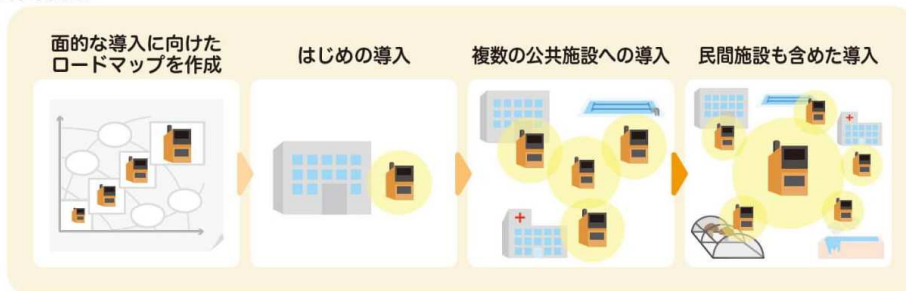 面的な導入に向けた
ロードマップを作成
はじめの導入
複数の公共施設への導入
民間施設も含めた導入